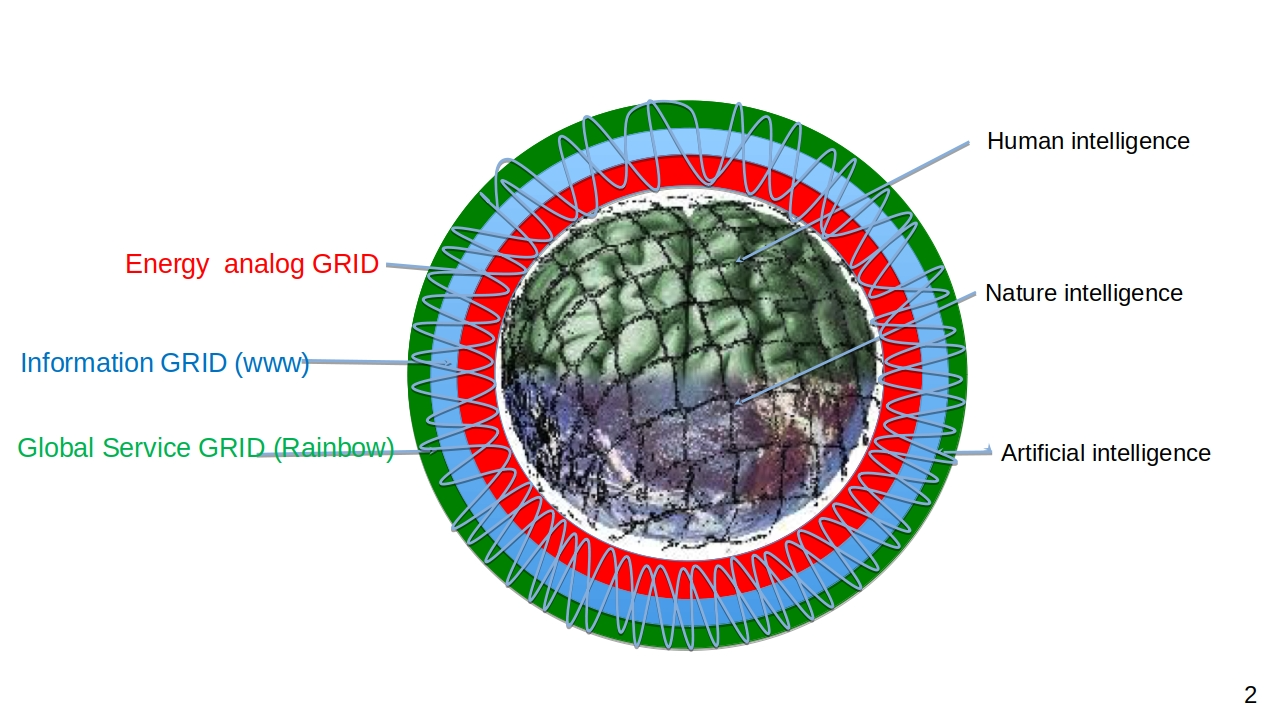 Human intelligence
Energy  analog GRID
Nature intelligence
Information GRID (www)
Global Service GRID (Rainbow)
Artificial intelligence
2